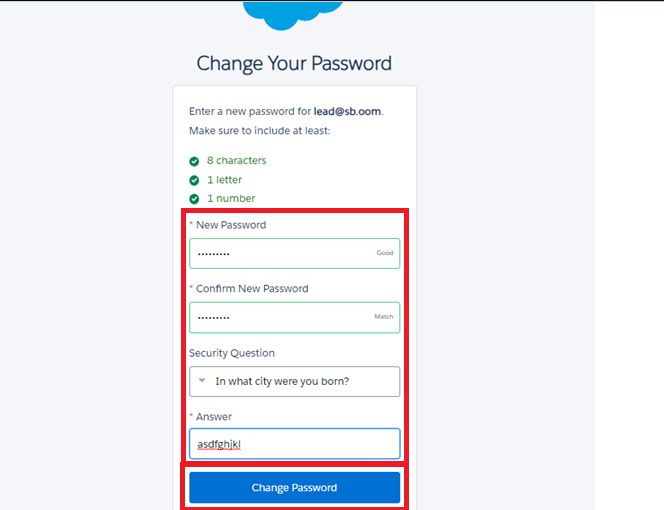 Change Your Password
Enter a new password for lead@sb.oom.
Make sure to include at least:
8 characters
1 letter
1 number
* New Password
••••••••• Good
* Confirm New Password
••••••••• Match
Security Question
In what city were you born?
* Answer
asdfghjkl
Change Password